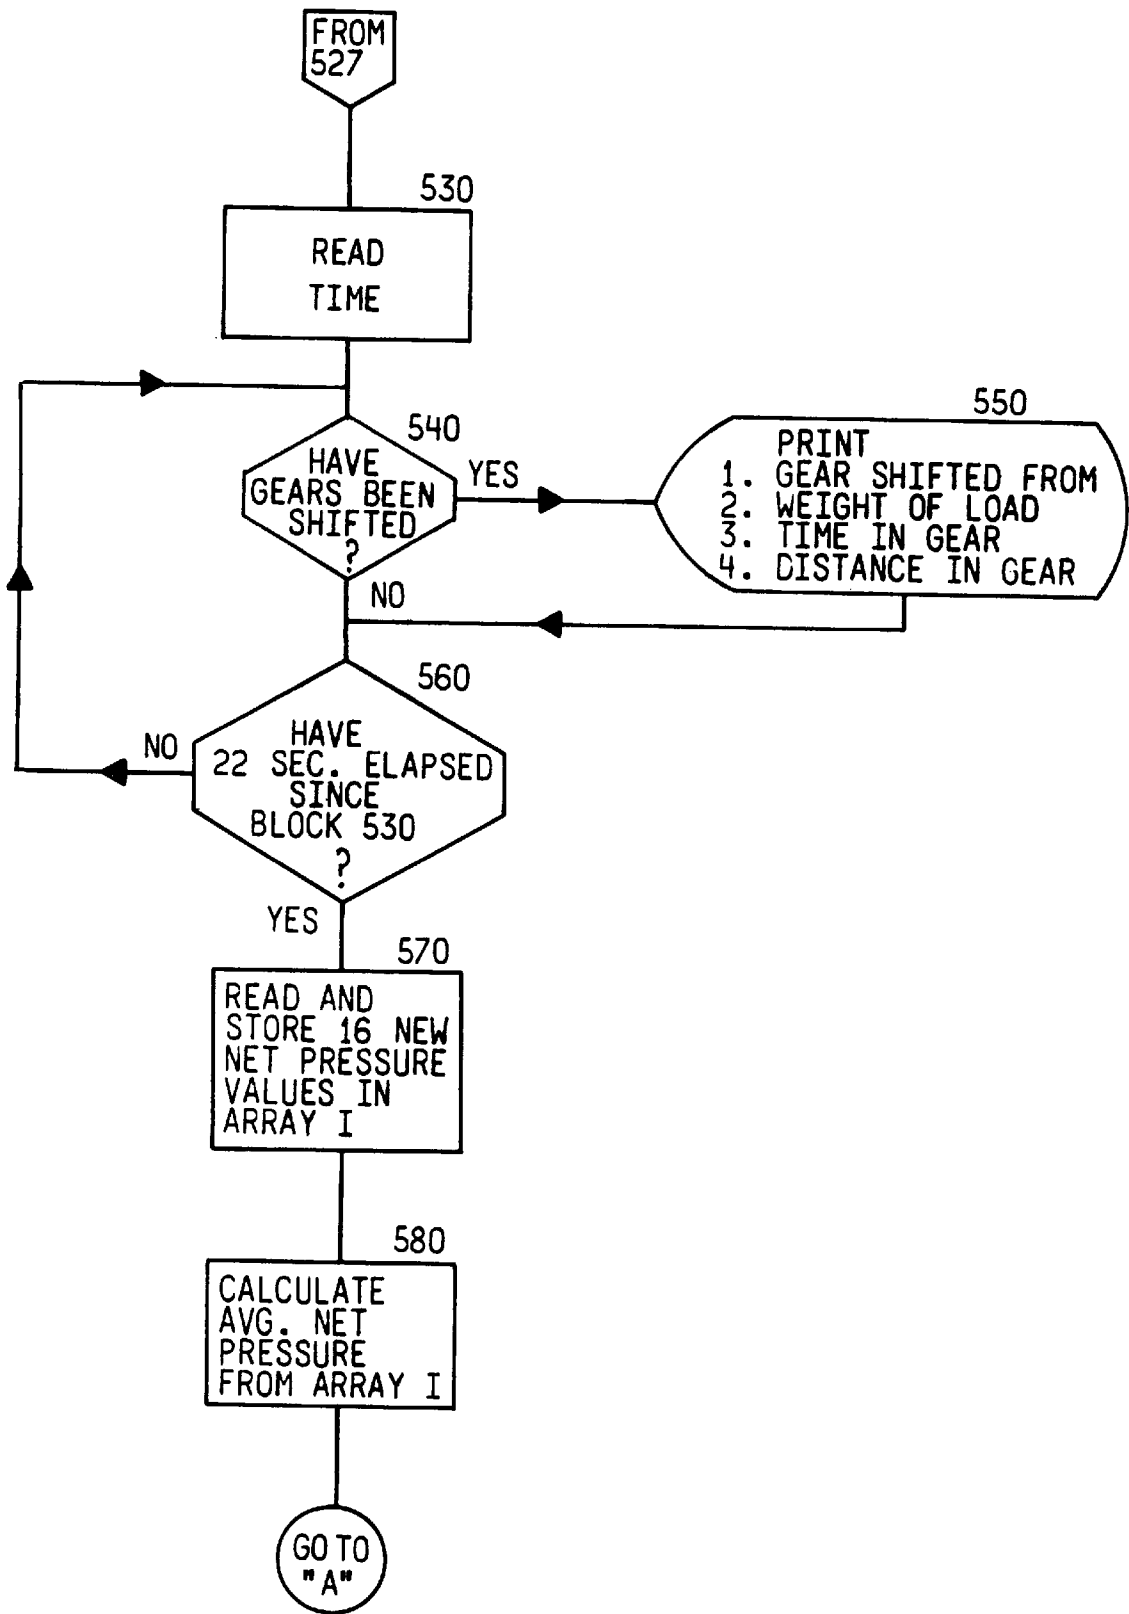 FROM
527
530
READ
TIME
540
HAVE
GEARS BEEN
SHIFTED
?
YES
NO
550
PRINT
1. GEAR SHIFTED FROM
2. WEIGHT OF LOAD
3. TIME IN GEAR
4. DISTANCE IN GEAR
560
HAVE
22 SEC. ELAPSED
SINCE
BLOCK 530
?
NO
YES
570
READ AND
STORE 16 NEW
NET PRESSURE
VALUES IN
ARRAY I
580
CALCULATE
AVG. NET
PRESSURE
FROM ARRAY I
GO TO
"A"